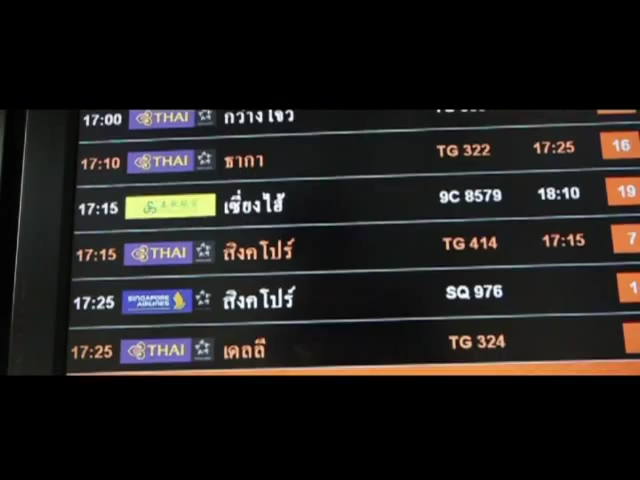 17:00 THAI กว่างโจว
17:10 THAI ธากา TG 322 17:25 16
17:15 เซี่ยงไฮ้ 9C 8579 18:10 19
17:15 THAI สิงคโปร์ TG 414 17:15 7
17:25 SINGAPORE AIRLINES สิงคโปร์ SQ 976
17:25 THAI เดลลี TG 324